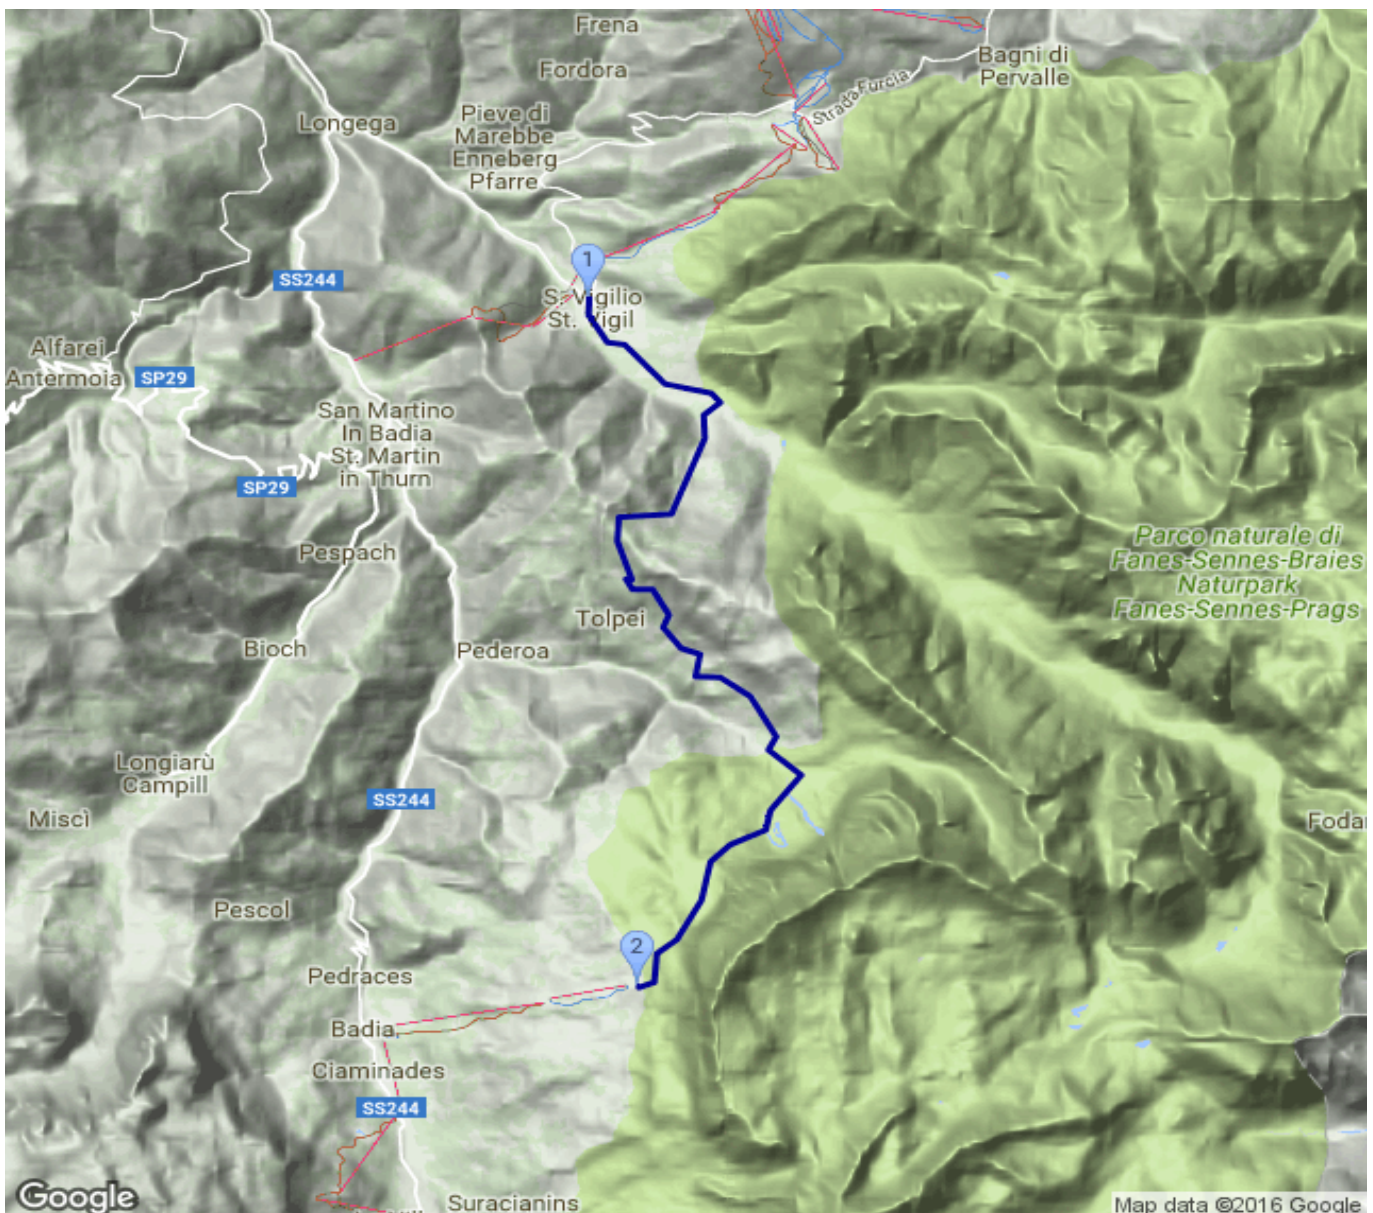 Frena
Fordora
Bagni di
Pervalle
Strada Furcia
Longega
Pieve di
Marebbe
Enneberg
Pfarre
1
SS244
S. Vigilio
St. Vigil
Alfarei
Antermoia
SP29
San Martino
In Badia
St. Martin
in Thurn
SP29
Pespach
Parco naturale di
Fanes-Sennes-Braies
Naturpark
Fanes-Sennes-Prags
Tolpei
Bioch
Pederoa
Longiarù
Campill
SS244
Miscì
Fodar
Pescol
2
Pedraces
Badia
Ciaminades
SS244
Suracianins
Google
Map data ©2016 Google